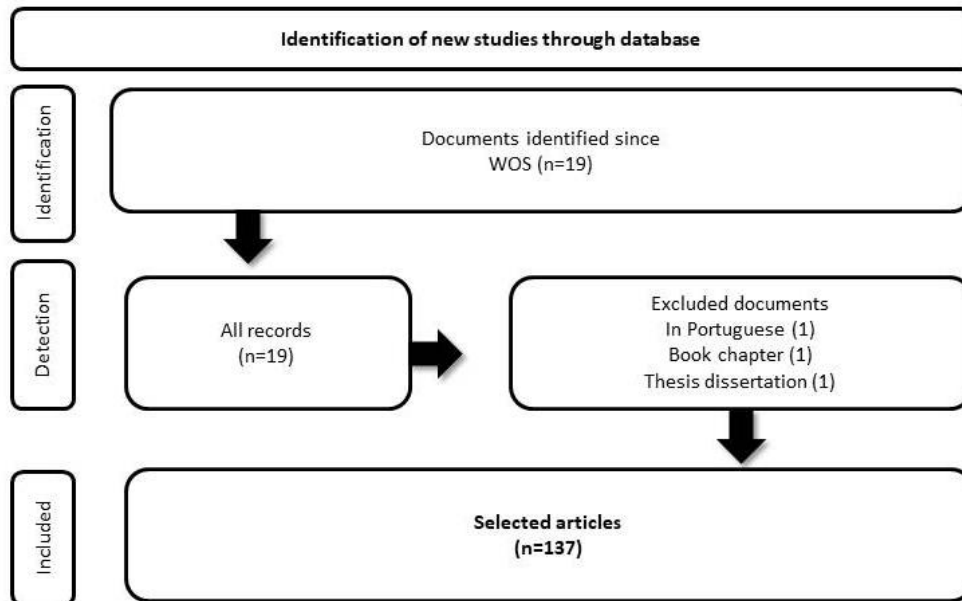 Identification of new studies through database
Identification
Documents identified since
WOS (n=19)
Detection
All records
(n=19)
Excluded documents
In Portuguese (1)
Book chapter (1)
Thesis dissertation (1)
Included
Selected articles
(n=137)